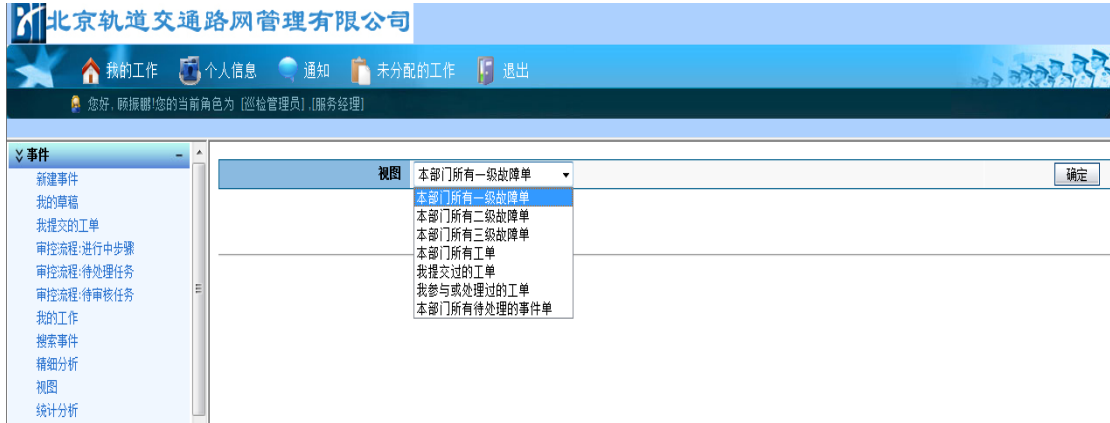 北京轨道交通路网管理有限公司
我的工作 个人信息 通知 未分配的工作 退出
您好, 顾振鹏!您的当前角色为 [巡检管理员] ,[服务经理]
事件
新建事件
我的草稿
我提交的工单
审控流程:进行中步骤
审控流程:待处理任务
审控流程:待审核任务
我的工作
搜索事件
精细分析
视图
统计分析
视图 本部门所有一级故障单 确定
本部门所有一级故障单
本部门所有二级故障单
本部门所有三级故障单
本部门所有工单
我提交过的工单
我参与或处理过的工单
本部门所有待处理的事件单